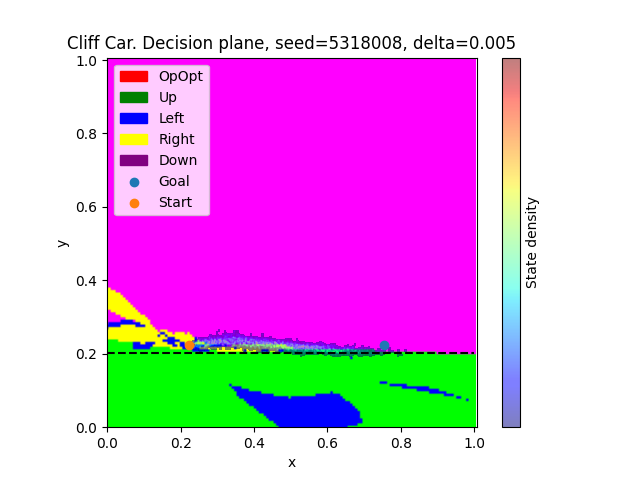 Cliff Car. Decision plane, seed=5318008, delta=0.005
1.0
0.8
0.6
0.4
0.2
0.0
y
OpOpt
Up
Left
Right
Down
Goal
Start
State density
0.0 0.2 0.4 0.6 0.8 1.0
x